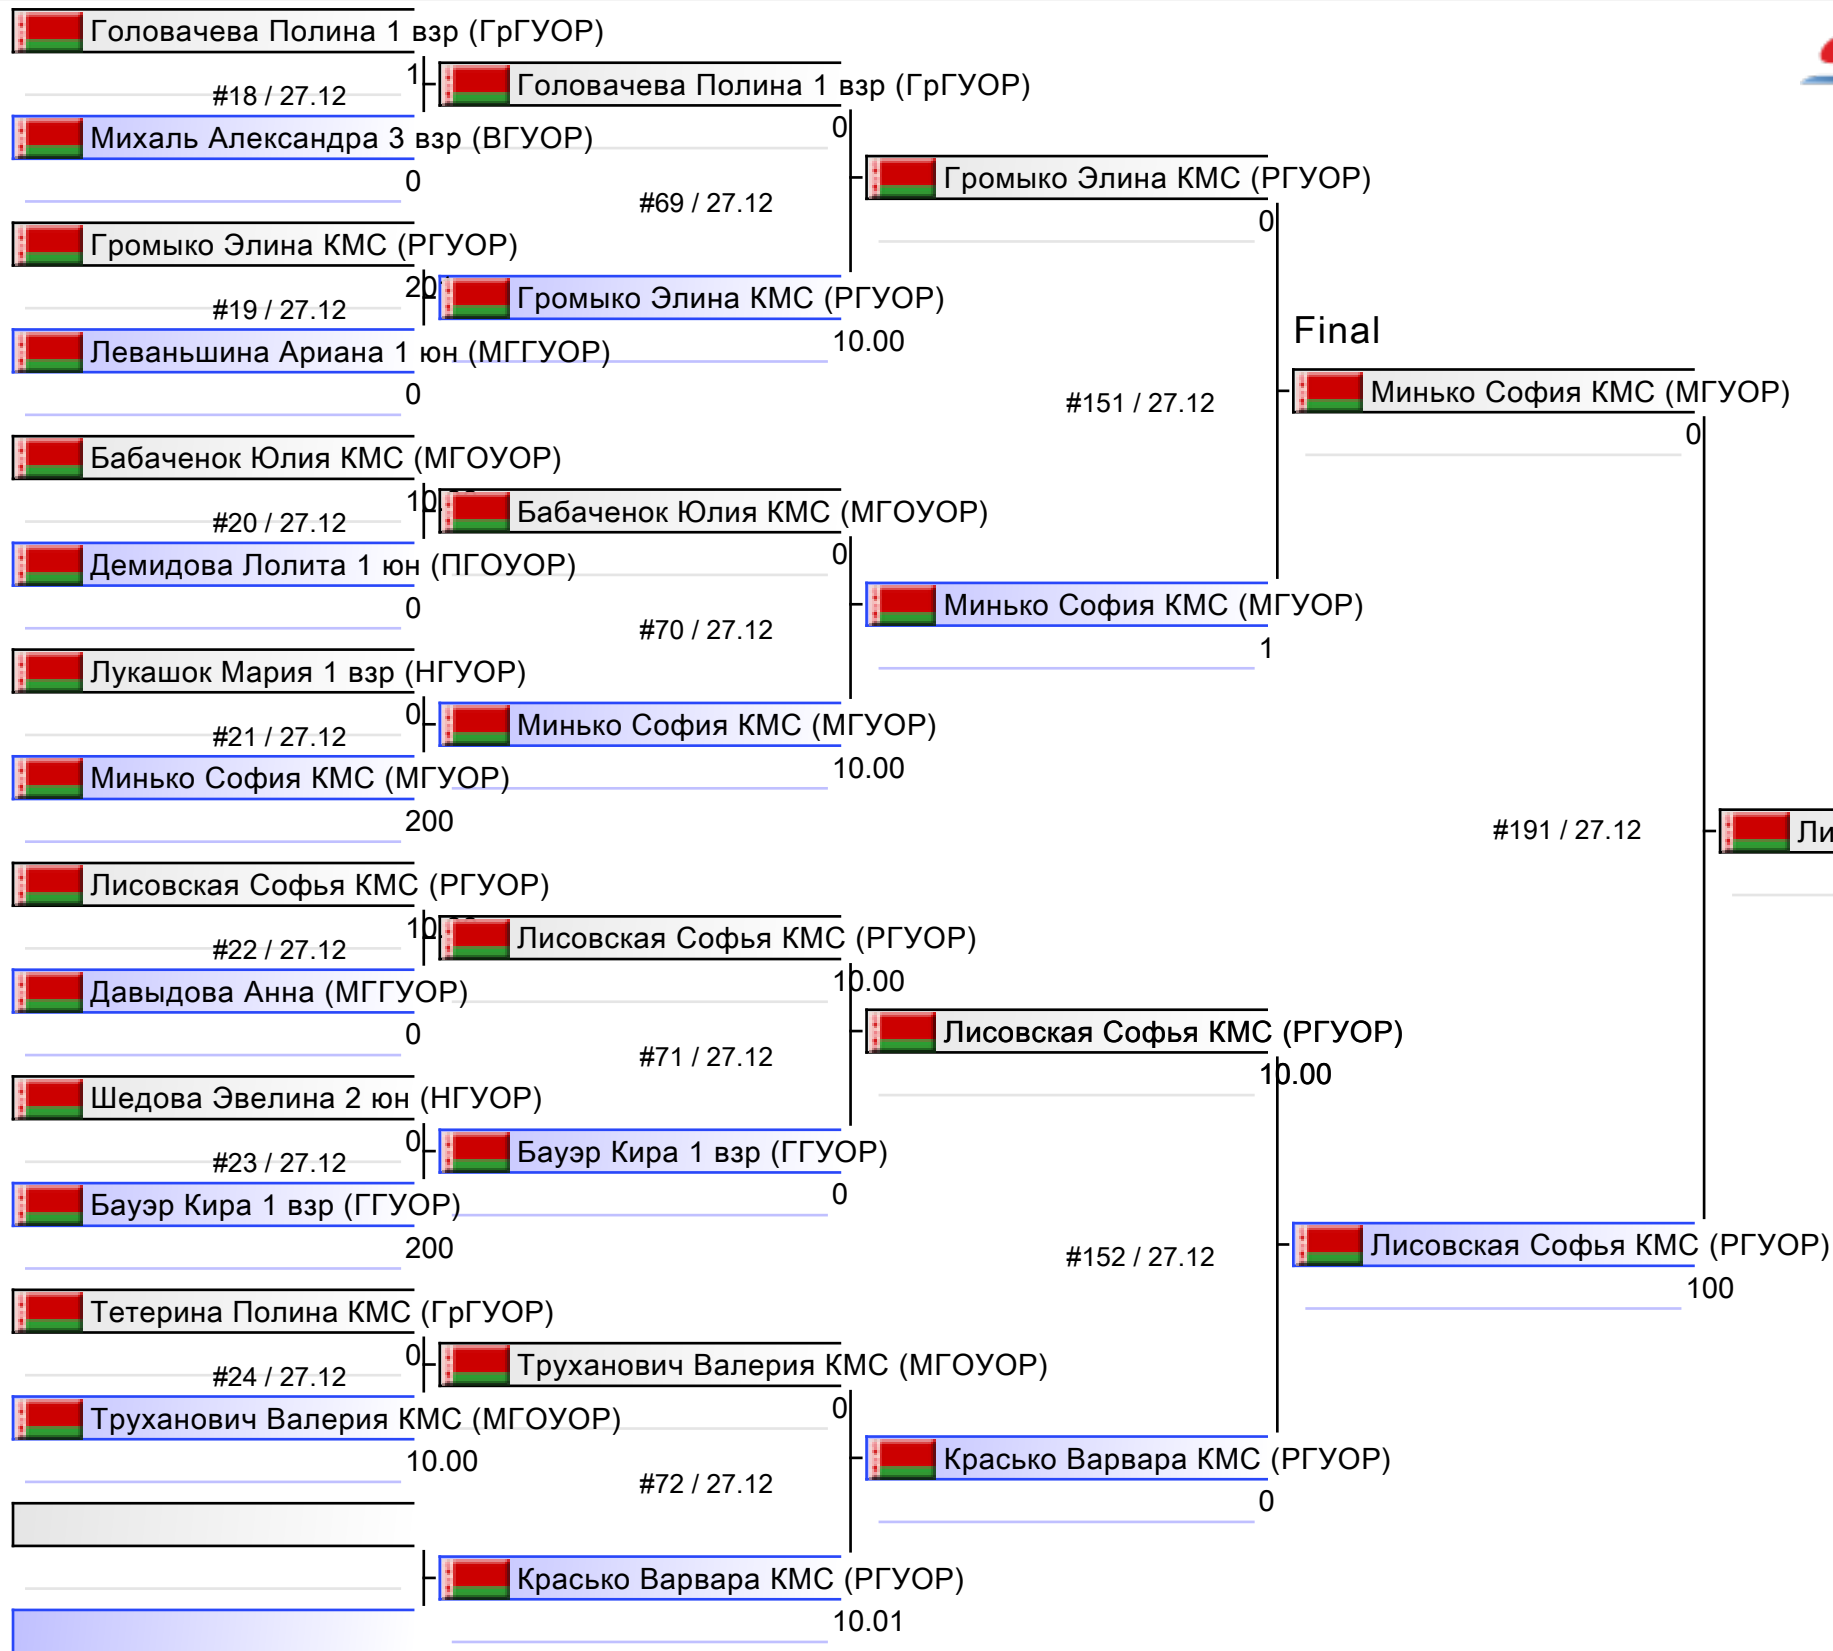 Головачева Полина 1 взр (ГрГУОР)
1
#18 / 27.12
Головачева Полина 1 взр (ГрГУОР)
0
Михаль Александра 3 взр (ВГУОР)
0
#69 / 27.12
Громыко Элина КМС (РГУОР)
0
Громыко Элина КМС (РГУОР)
20
#19 / 27.12
Громыко Элина КМС (РГУОР)
10.00
Леваньшина Ариана 1 юн (МГГУОР)
0
Final
#151 / 27.12
Минько София КМС (МГУОР)
0
Бабаченок Юлия КМС (МГОУОР)
10
#20 / 27.12
Бабаченок Юлия КМС (МГОУОР)
0
Демидова Лолита 1 юн (ПГОУОР)
0
#70 / 27.12
Минько София КМС (МГУОР)
1
Лукашок Мария 1 взр (НГУОР)
0
#21 / 27.12
Минько София КМС (МГУОР)
10.00
Минько София КМС (МГУОР)
200
#191 / 27.12
Ли
Лисовская Софья КМС (РГУОР)
10
#22 / 27.12
Лисовская Софья КМС (РГУОР)
10.00
Давыдова Анна (МГГУОР)
0
#71 / 27.12
Лисовская Софья КМС (РГУОР)
10.00
Шедова Эвелина 2 юн (НГУОР)
0
#23 / 27.12
Бауэр Кира 1 взр (ГГУОР)
0
Бауэр Кира 1 взр (ГГУОР)
200
#152 / 27.12
Лисовская Софья КМС (РГУОР)
100
Тетерина Полина КМС (ГрГУОР)
0
#24 / 27.12
Труханович Валерия КМС (МГОУОР)
0
Труханович Валерия КМС (МГОУОР)
10.00
#72 / 27.12
Красько Варвара КМС (РГУОР)
0
Красько Варвара КМС (РГУОР)
10.01